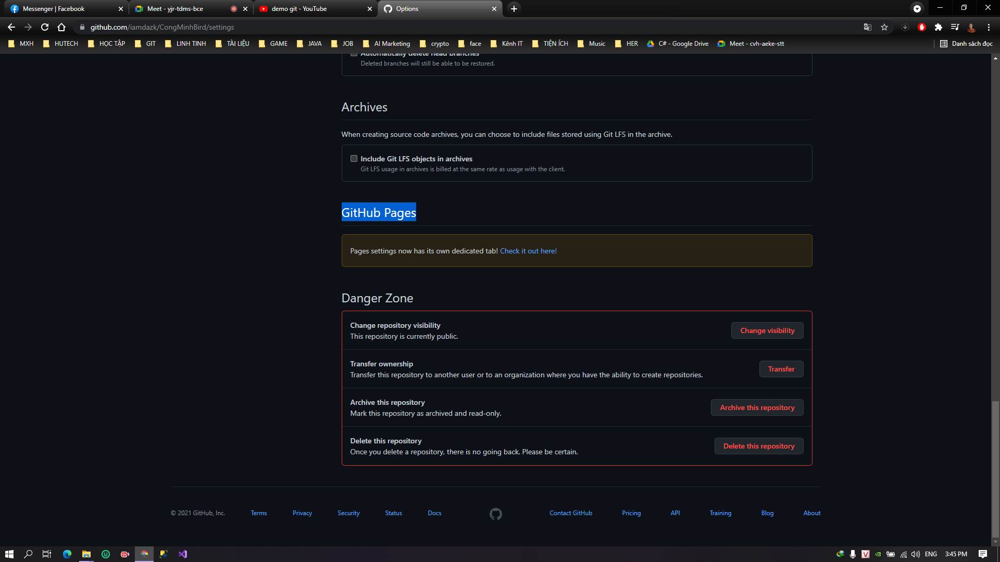 Messenger | Facebook
Meet - yjr-tdms-bce
demo git - YouTube
Options
github.com/iamdazk/CongMinhBird/settings
MXH
HUTECH
HỌC TẬP
GIT
LINH TINH
TÀI LIỆU
GAME
JAVA
JOB
AI Marketing
crypto
face
Kênh IT
TIỆN ÍCH
Music
HER
C# - Google Drive
Meet - cvh-aeke-stt
Danh sách đọc
Automatically delete head branches
Deleted branches will still be able to be restored.
Archives
When creating source code archives, you can choose to include files stored using Git LFS in the archive.
Include Git LFS objects in archives
Git LFS usage in archives is billed at the same rate as usage with the client.
GitHub Pages
Pages settings now has its own dedicated tab! Check it out here!
Danger Zone
Change repository visibility
This repository is currently public.
Change visibility
Transfer ownership
Transfer this repository to another user or to an organization where you have the ability to create repositories.
Transfer
Archive this repository
Mark this repository as archived and read-only.
Archive this repository
Delete this repository
Once you delete a repository, there is no going back. Please be certain.
Delete this repository
© 2021 GitHub, Inc.
Terms
Privacy
Security
Status
Docs
Contact GitHub
Pricing
API
Training
Blog
About
ENG
3:45 PM